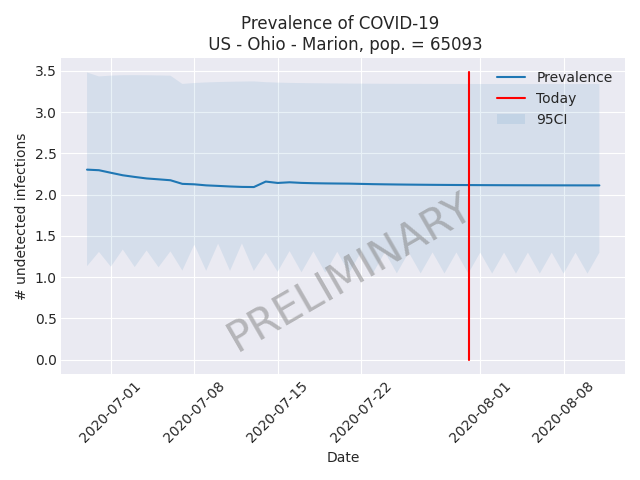 Prevalence of COVID-19
US - Ohio - Marion, pop. = 65093
# undetected infections
3.5
3.0
2.5
2.0
1.5
1.0
0.5
0.0
Prevalence
Today
95CI
PRELIMINARY
2020-07-01
2020-07-08
2020-07-15
2020-07-22
2020-08-01
2020-08-08
Date